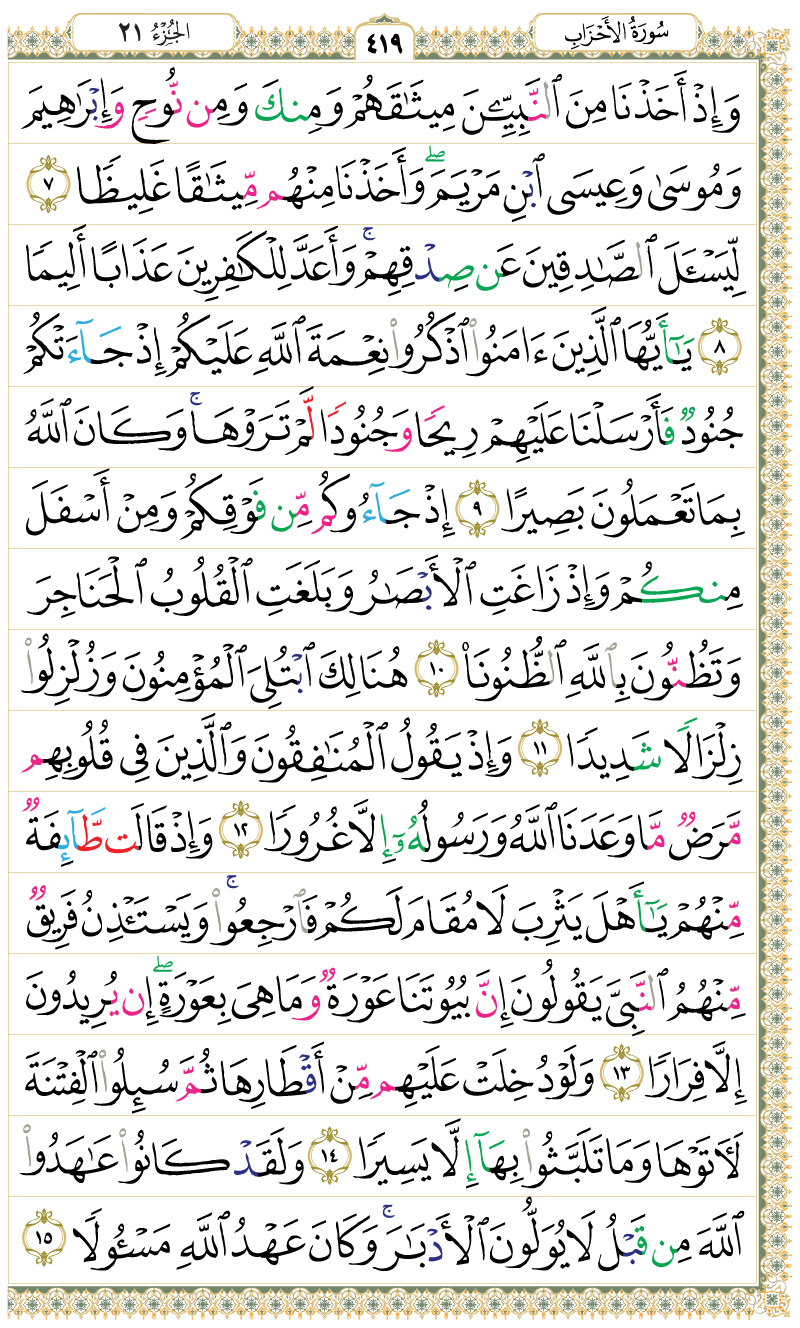 سُورَةُ الأَحْزَابِ
٤١٩
الجُزْءُ ٢١
وَإِذْ أَخَذْنَا مِنَ ٱلنَّبِيِّـۧنَ مِيثَـٰقَهُمْ وَمِنكَ وَمِن نُّوحٍ وَإِبْرَٰهِيمَ
وَمُوسَىٰ وَعِيسَى ٱبْنِ مَرْيَمَ ۖ وَأَخَذْنَا مِنْهُم مِّيثَـٰقًا غَلِيظًا ٧
لِّيَسْـَٔلَ ٱلصَّـٰدِقِينَ عَن صِدْقِهِمْ ۚ وَأَعَدَّ لِلْكَـٰفِرِينَ عَذَابًا أَلِيمًا
٨ يَـٰٓأَيُّهَا ٱلَّذِينَ ءَامَنُوا۟ ٱذْكُرُوا۟ نِعْمَةَ ٱللَّهِ عَلَيْكُمْ إِذْ جَآءَتْكُمْ
جُنُودٌ فَأَرْسَلْنَا عَلَيْهِمْ رِيحًا وَجُنُودًا لَّمْ تَرَوْهَا ۚ وَكَانَ ٱللَّهُ
بِمَا تَعْمَلُونَ بَصِيرًا ٩ إِذْ جَآءُوكُم مِّن فَوْقِكُمْ وَمِنْ أَسْفَلَ
مِنكُمْ وَإِذْ زَاغَتِ ٱلْأَبْصَـٰرُ وَبَلَغَتِ ٱلْقُلُوبُ ٱلْحَنَاجِرَ
وَتَظُنُّونَ بِٱللَّهِ ٱلظُّنُونَا۠ ١٠ هُنَالِكَ ٱبْتُلِىَ ٱلْمُؤْمِنُونَ وَزُلْزِلُوا۟
زِلْزَالًا شَدِيدًا ١١ وَإِذْ يَقُولُ ٱلْمُنَـٰفِقُونَ وَٱلَّذِينَ فِى قُلُوبِهِم
مَّرَضٌ مَّا وَعَدَنَا ٱللَّهُ وَرَسُولُهُۥٓ إِلَّا غُرُورًا ١٢ وَإِذْ قَالَت طَّآئِفَةٌ
مِّنْهُمْ يَـٰٓأَهْلَ يَثْرِبَ لَا مُقَامَ لَكُمْ فَٱرْجِعُوا۟ ۚ وَيَسْتَـْٔذِنُ فَرِيقٌ
مِّنْهُمُ ٱلنَّبِىَّ يَقُولُونَ إِنَّ بُيُوتَنَا عَوْرَةٌ وَمَا هِىَ بِعَوْرَةٍ ۖ إِن يُرِيدُونَ
إِلَّا فِرَارًا ١٣ وَلَوْ دُخِلَتْ عَلَيْهِم مِّنْ أَقْطَارِهَا ثُمَّ سُئِلُوا۟ ٱلْفِتْنَةَ
لَـَٔاتَوْهَا وَمَا تَلَبَّثُوا۟ بِهَآ إِلَّا يَسِيرًا ١٤ وَلَقَدْ كَانُوا۟ عَـٰهَدُوا۟
ٱللَّهَ مِن قَبْلُ لَا يُوَلُّونَ ٱلْأَدْبَـٰرَ ۚ وَكَانَ عَهْدُ ٱللَّهِ مَسْـُٔولًا ١٥